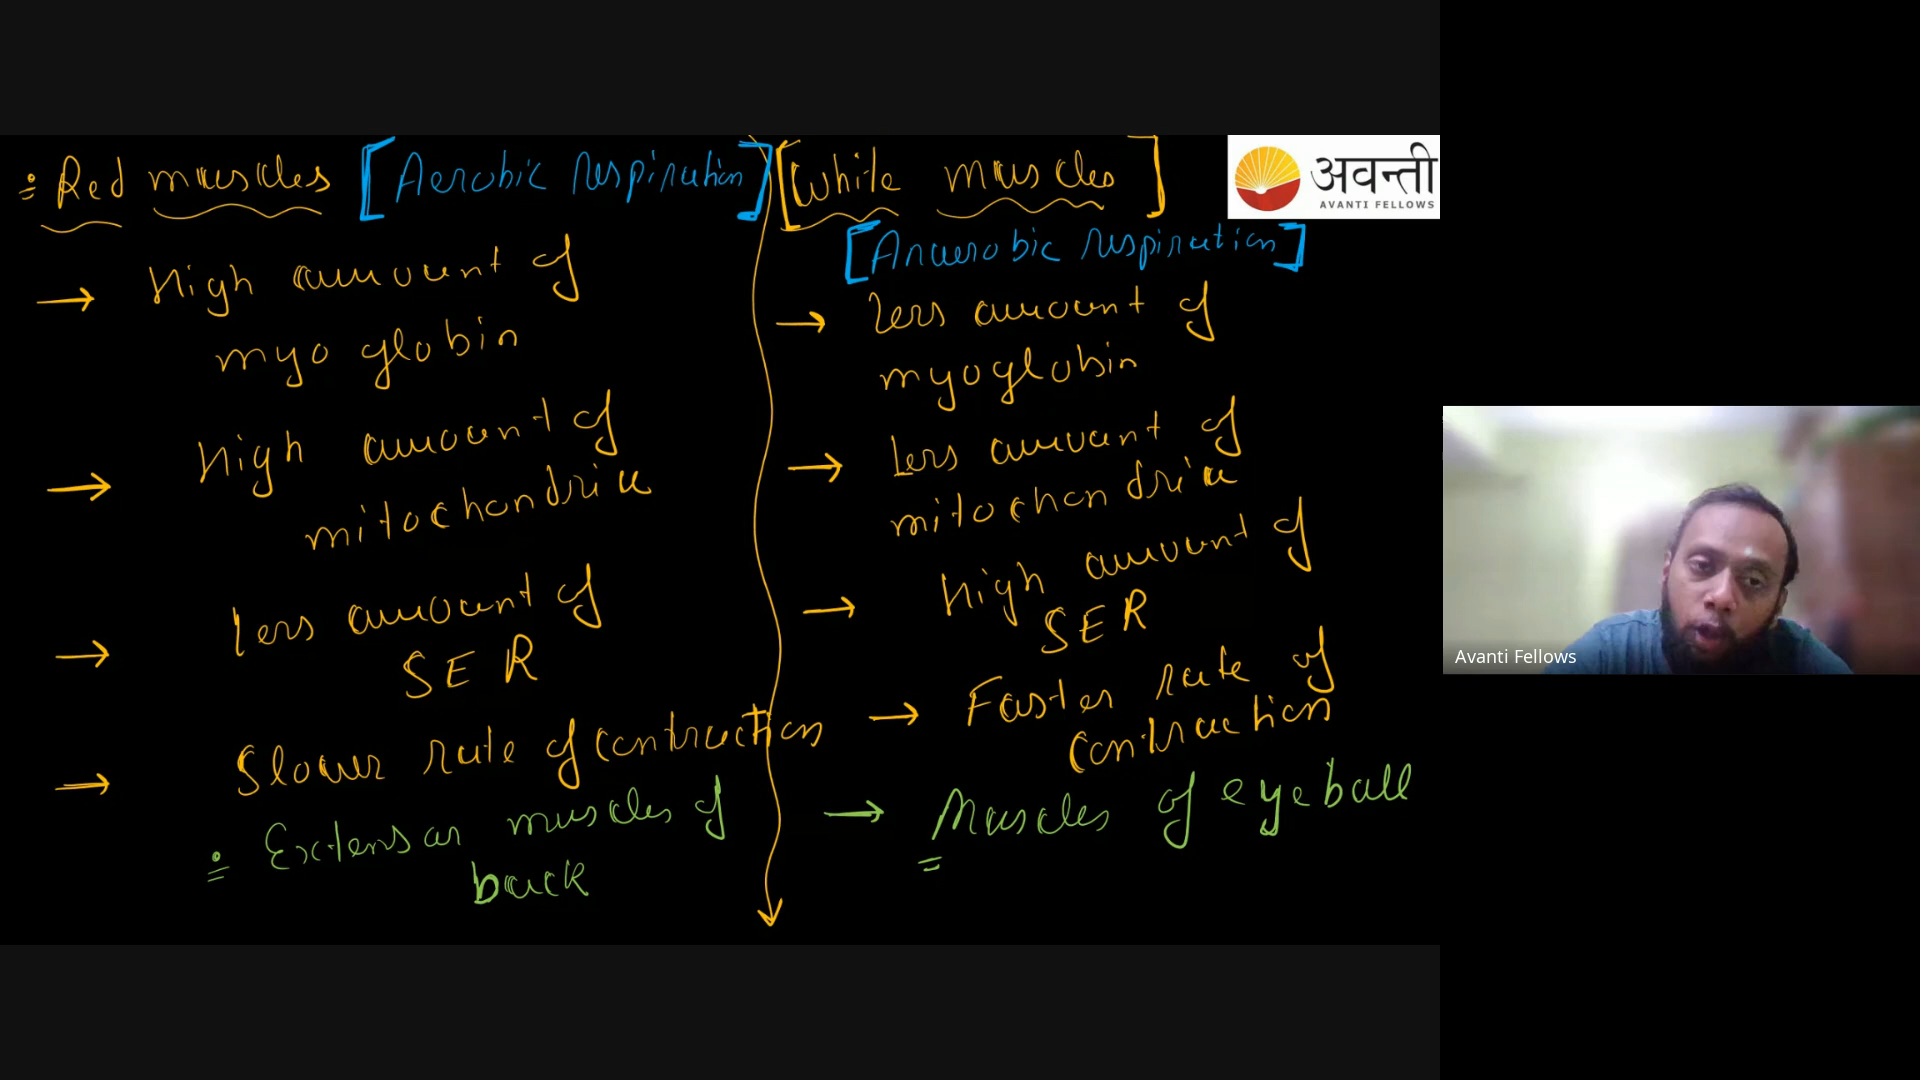 Red muscles [Aerobic respiration]
→ High amount of
myoglobin
→ High amount of
mitochondria
→ less amount of
SER
→ Slower rate of contraction
Extensor muscles of
back
[White muscles]
[Anaerobic respiration]
→ less amount of
myoglobin
→ Less amount of
mitochondria
→ High amount of
SER
→ Faster rate of
contraction
→ Muscles of eyeball
अवन्ती
AVANTI FELLOWS
Avanti Fellows